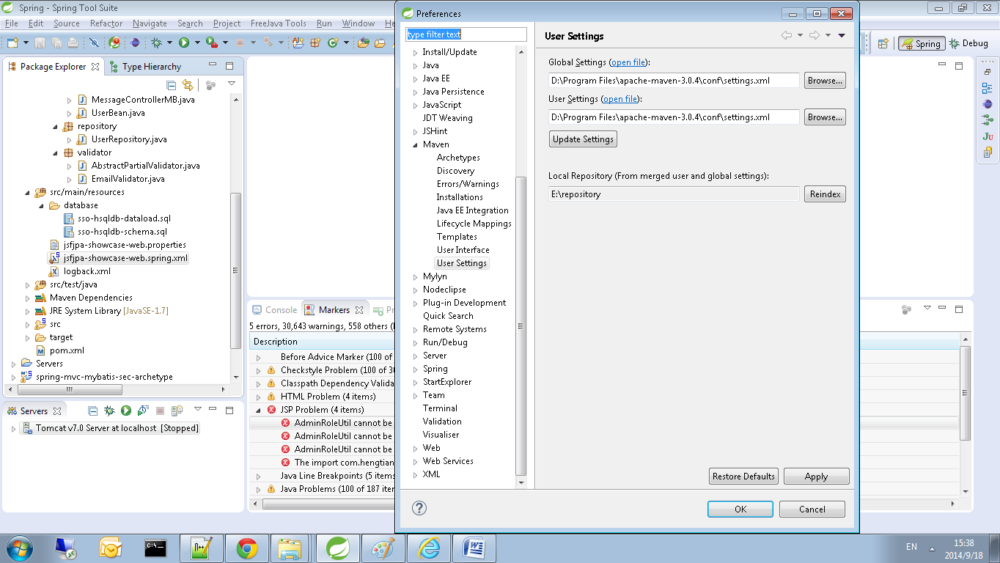 Spring - Spring Tool Suite
File Edit Source Refactor Navigate Search Project FreeJava Tools Run Window He
Spring Debug
Package Explorer Type Hierarchy
MessageControllerMB.java
UserBean.java
repository
UserRepository.java
validator
AbstractPartialValidator.java
EmailValidator.java
src/main/resources
database
sso-hsqldb-dataload.sql
sso-hsqldb-schema.sql
jsfjpa-showcase-web.properties
jsfjpa-showcase-web.spring.xml
logback.xml
src/test/java
Maven Dependencies
JRE System Library [JavaSE-1.7]
src
target
pom.xml
Servers
spring-mvc-mybatis-sec-archetype
Servers
Tomcat v7.0 Server at localhost [Stopped]
Console Markers Pr
5 errors, 30,643 warnings, 558 others (
Description
Before Advice Marker (100 of
Checkstyle Problem (100 of 30
Classpath Dependency Valida
HTML Problem (4 items)
JSP Problem (4 items)
AdminRoleUtil cannot be
AdminRoleUtil cannot be
AdminRoleUtil cannot be
The import com.hengtian
Java Line Breakpoints (5 items
Java Problems (100 of 187 iter
Preferences
type filter text
Install/Update
Java
Java EE
Java Persistence
JavaScript
JDT Weaving
JSHint
Maven
Archetypes
Discovery
Errors/Warnings
Installations
Java EE Integration
Lifecycle Mappings
Templates
User Interface
User Settings
Mylyn
Nodeclipse
Plug-in Development
Quick Search
Remote Systems
Run/Debug
Server
Spring
StartExplorer
Team
Terminal
Validation
Visualiser
Web
Web Services
XML
User Settings
Global Settings (open file):
D:\Program Files\apache-maven-3.0.4\conf\settings.xml Browse...
User Settings (open file):
D:\Program Files\apache-maven-3.0.4\conf\settings.xml Browse...
Update Settings
Local Repository (From merged user and global settings):
E:\repository Reindex
Restore Defaults Apply
OK Cancel
EN
15:38
2014/9/18